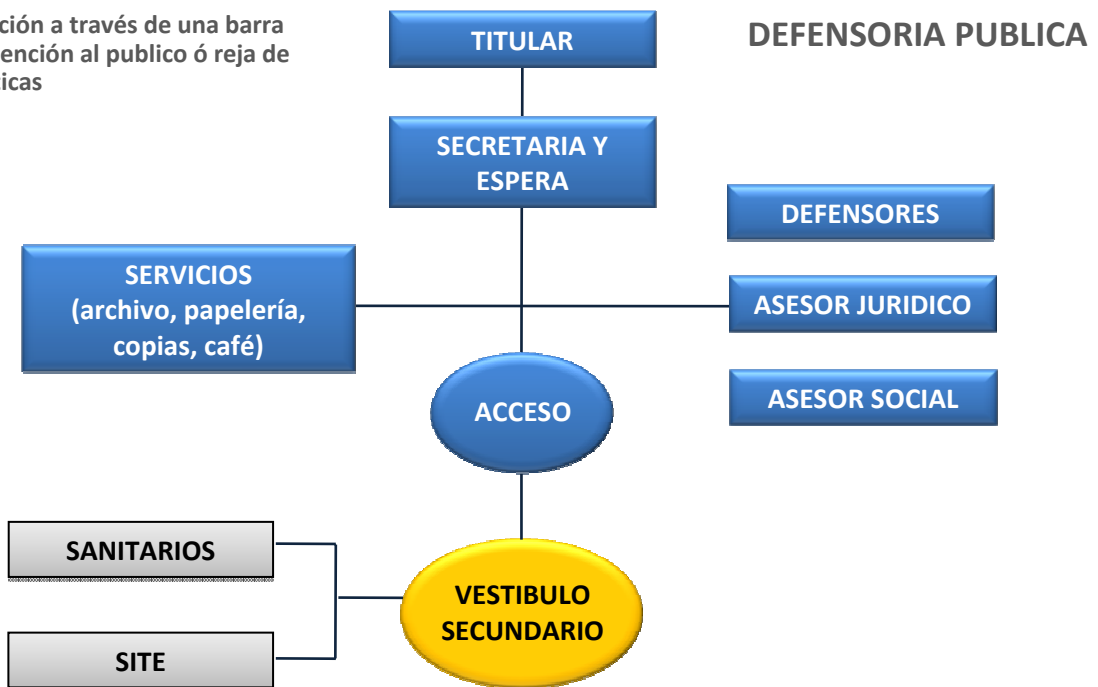 ción a través de una barra
ención al publico ó reja de
ticas
DEFENSORIA PUBLICA
TITULAR
SECRETARIA Y
ESPERA
DEFENSORES
SERVICIOS
(archivo, papelería,
copias, café)
ASESOR JURIDICO
ASESOR SOCIAL
ACCESO
SANITARIOS
VESTIBULO
SECUNDARIO
SITE